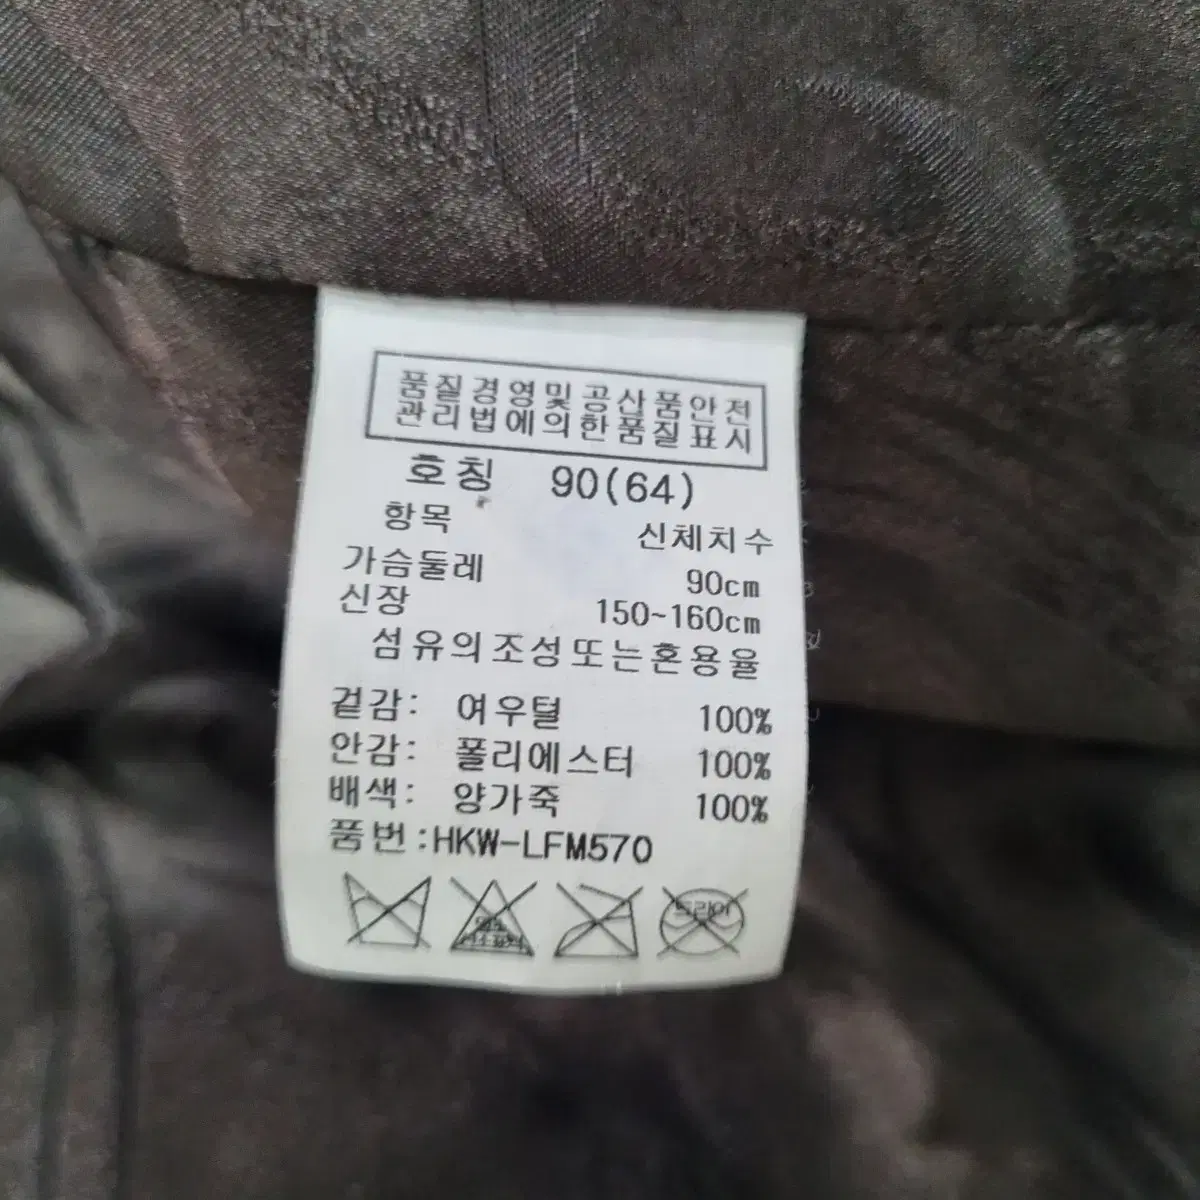 품질경영및공산품안전
관리법에의한품질표시
호칭 90(64)
항목 신체치수
가슴둘레 90cm
신장 150~160cm
섬유의조성또는혼용율
겉감: 여우털 100%
안감: 폴리에스터 100%
배색: 양가죽 100%
품번:HKW-LFM570
드라이